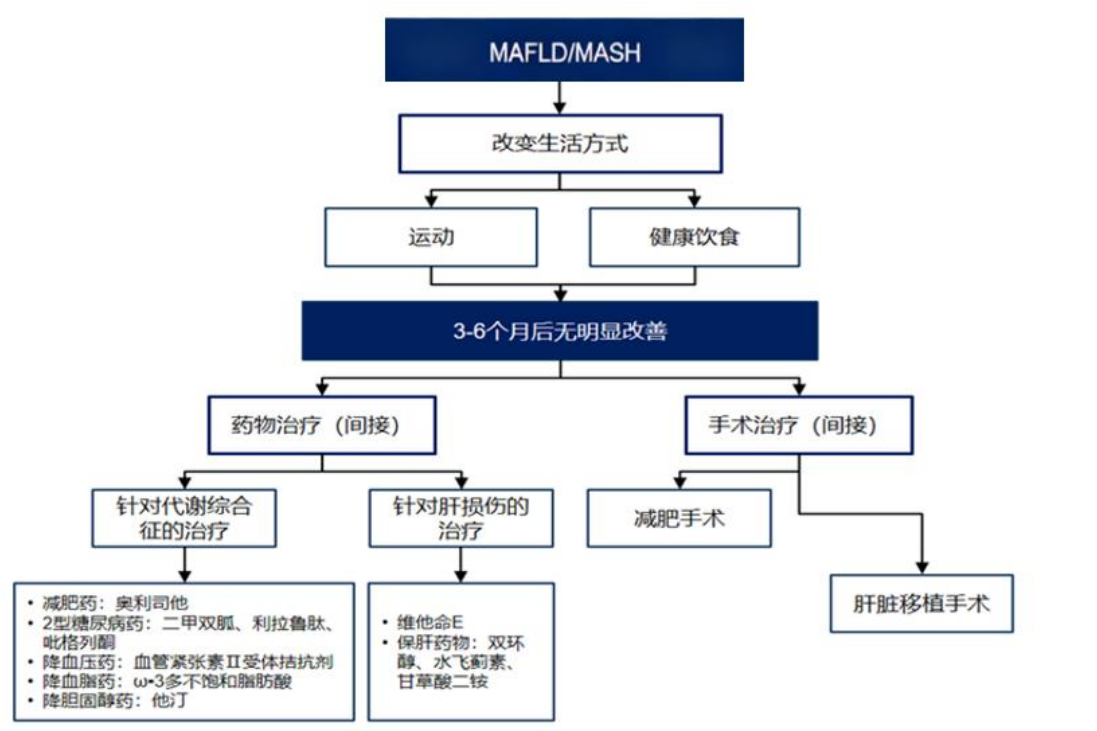 MAFLD/MASH
改变生活方式
运动
健康饮食
3-6个月后无明显改善
药物治疗（间接）
手术治疗（间接）
针对代谢综合
征的治疗
针对肝损伤的
治疗
减肥手术
肝脏移植手术
• 减肥药：奥利司他
• 2型糖尿病药：二甲双胍、利拉鲁肽、
吡格列酮
• 降血压药：血管紧张素Ⅱ受体拮抗剂
• 降血脂药：ω-3多不饱和脂肪酸
• 降胆固醇药：他汀
• 维他命E
• 保肝药物：双环
醇、水飞蓟素、
甘草酸二铵